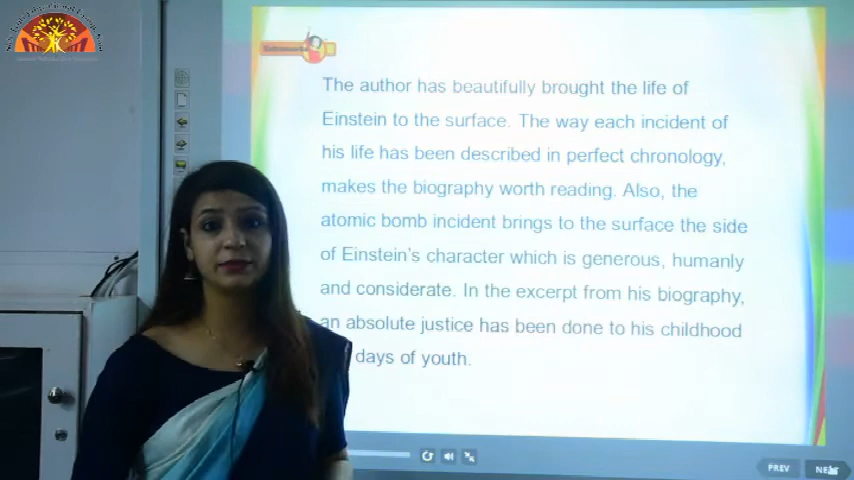 The author has beautifully brought the life of
Einstein to the surface. The way each incident of
his life has been described in perfect chronology,
makes the biography worth reading. Also, the
atomic bomb incident brings to the surface the side
of Einstein's character which is generous, humanly
and considerate. In the excerpt from his biography,
an absolute justice has been done to his childhood
days of youth.
PREV
NEXT